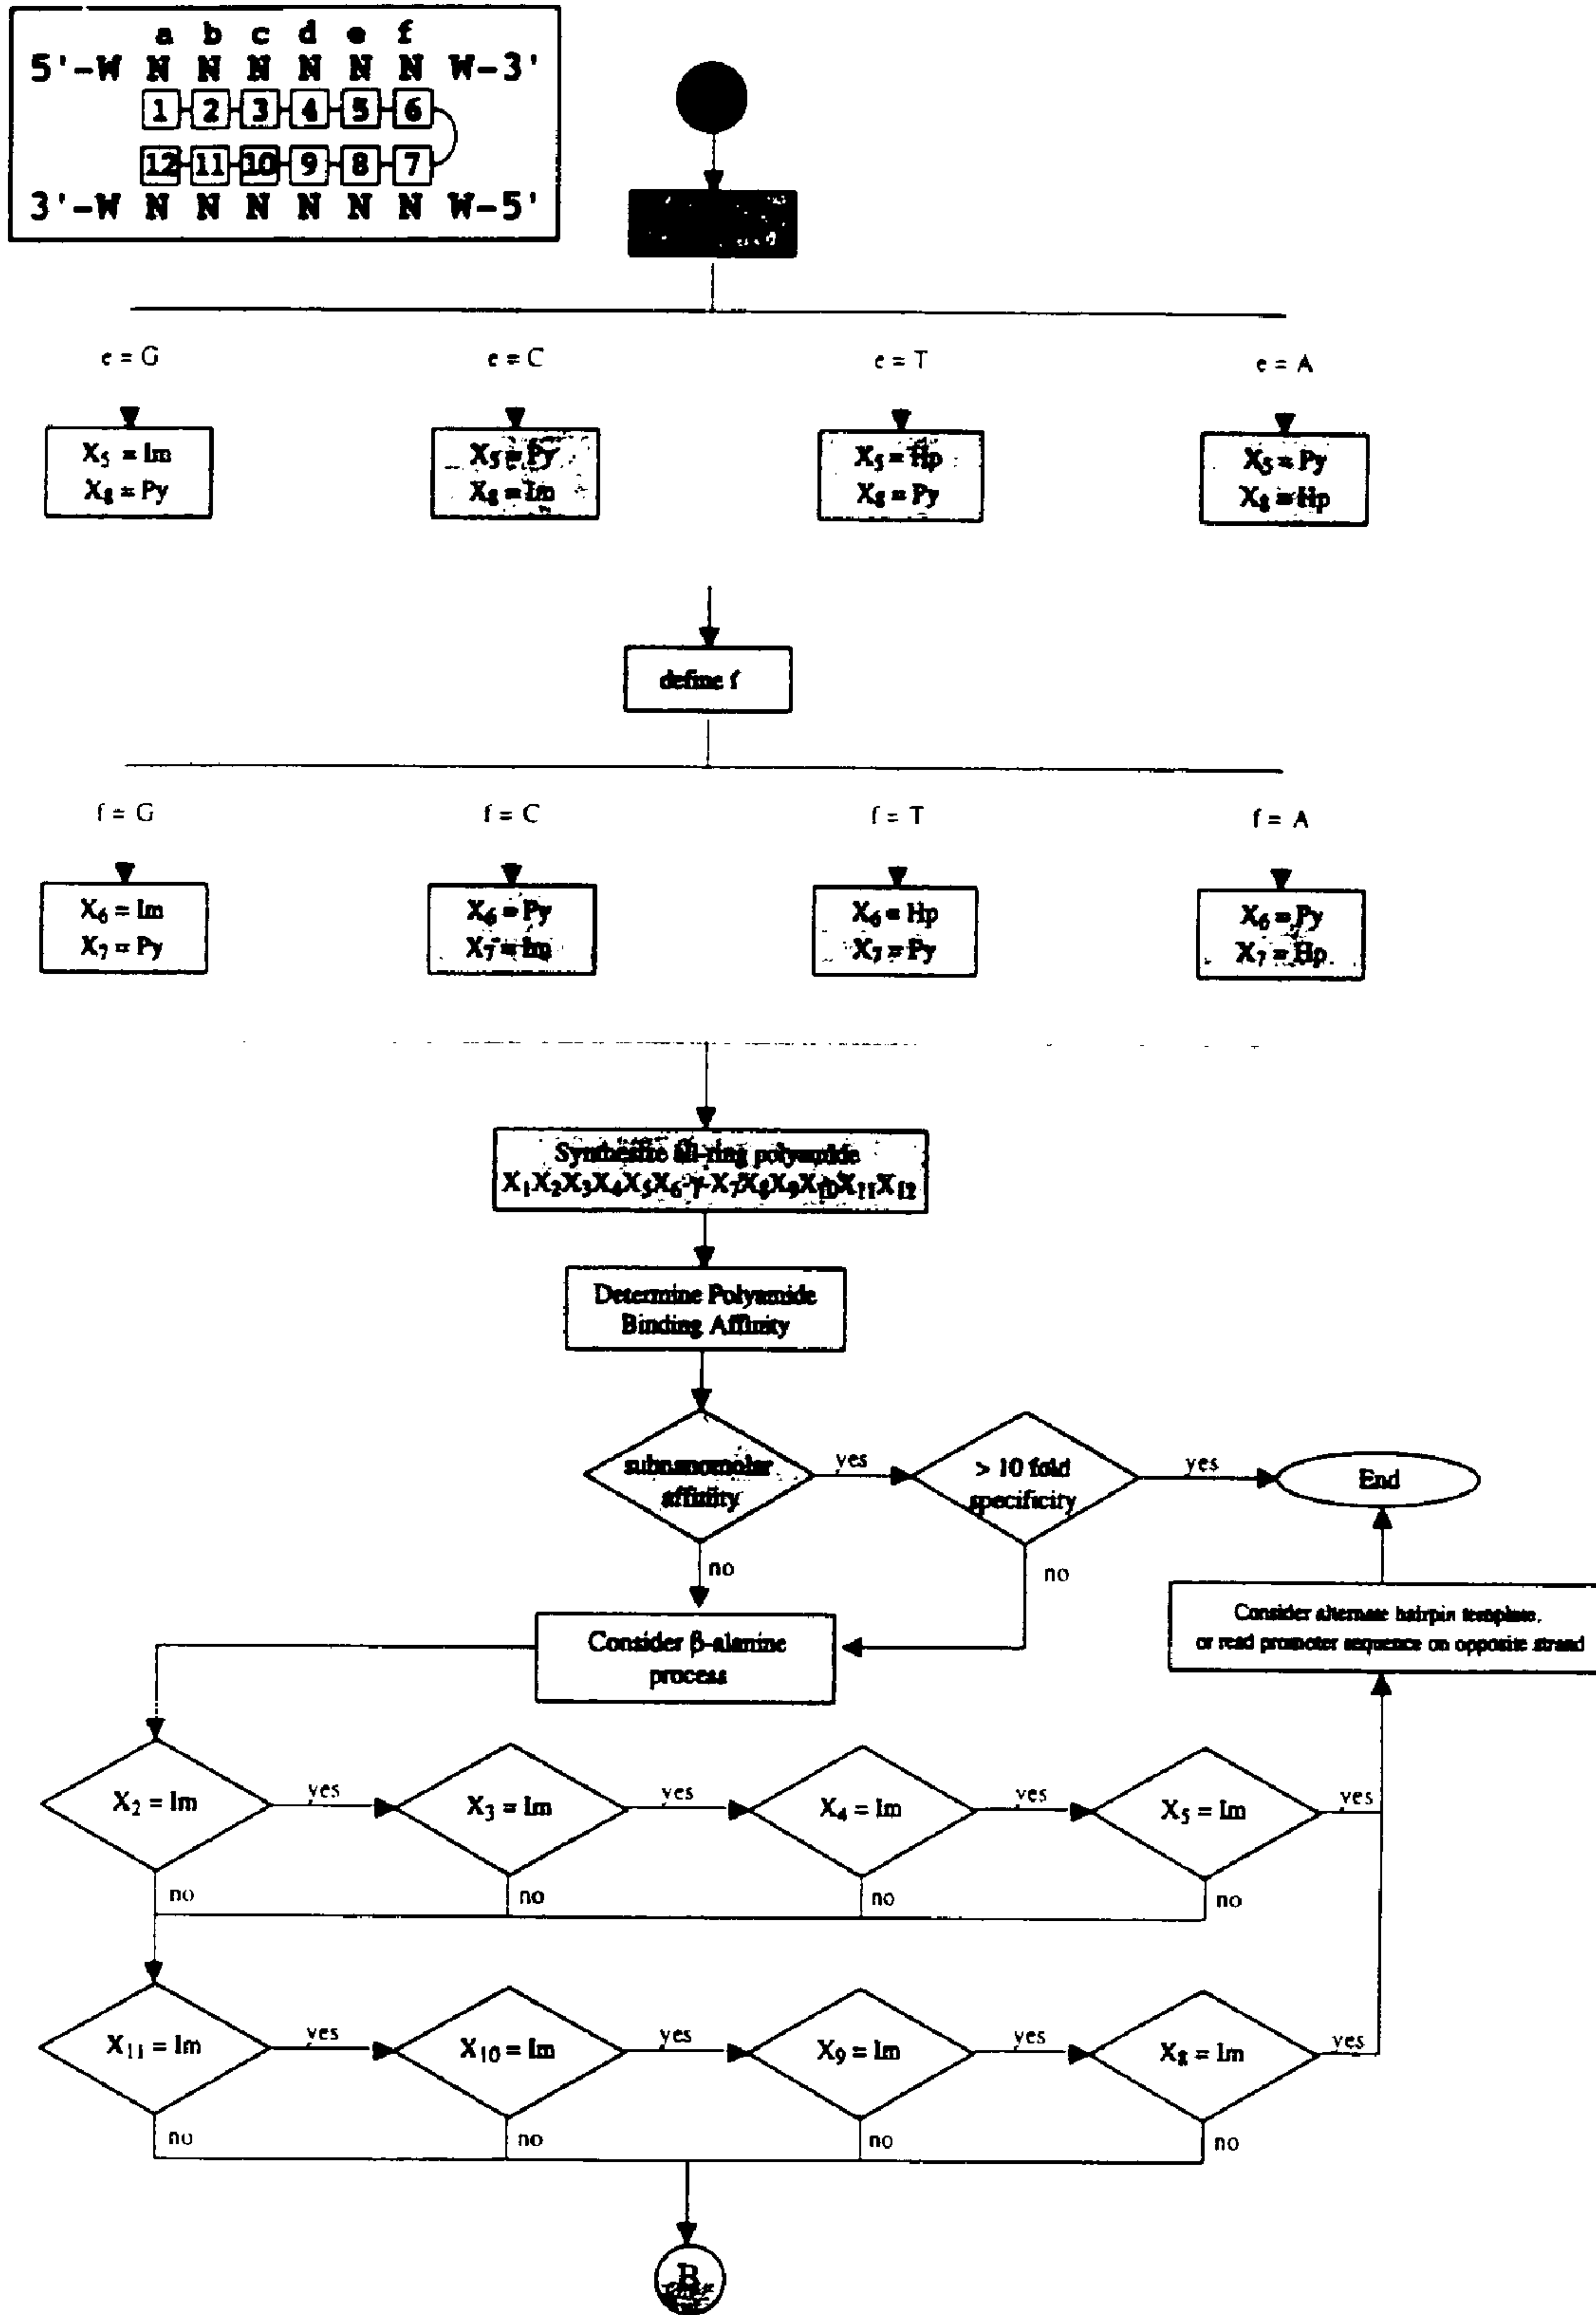 a b c d e f
5'-W N N N N N N W-3'
1 2 3 4 5 6
12 11 10 9 8 7
3'-W N N N N N N W-5'
e = G
e = C
e = T
e = A
X5 = Im
X8 = Py
X5 = Py
X8 = Im
X5 = Hp
X8 = Py
X5 = Py
X8 = Hp
define f
f = G
f = C
f = T
f = A
X6 = Im
X7 = Py
X6 = Py
X7 = Im
X6 = Hp
X7 = Py
X6 = Py
X7 = Hp
Synthesize all-ring polyamide
X1X2X3X4X5X6-γ-X7X8X9X10X11X12
Determine Polyamide
Binding Affinity
subnanomolar
affinity
yes
> 10 fold
specificity
yes
End
no
no
Consider alternate hairpin template,
or read promoter sequence on opposite strand
Consider β-alanine
process
X2 = Im
yes
X3 = Im
yes
X4 = Im
yes
X5 = Im
yes
no
no
no
no
X11 = Im
yes
X10 = Im
yes
X9 = Im
yes
X8 = Im
yes
no
no
no
no
B